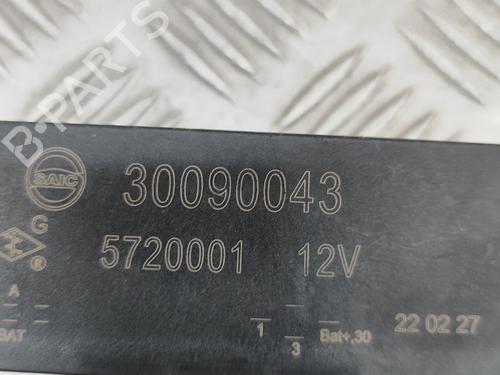 B-PARTS
SAIC 30090043
G
5720001 12V
®
A
BAT
1 3 Bat+,30 22 02 27